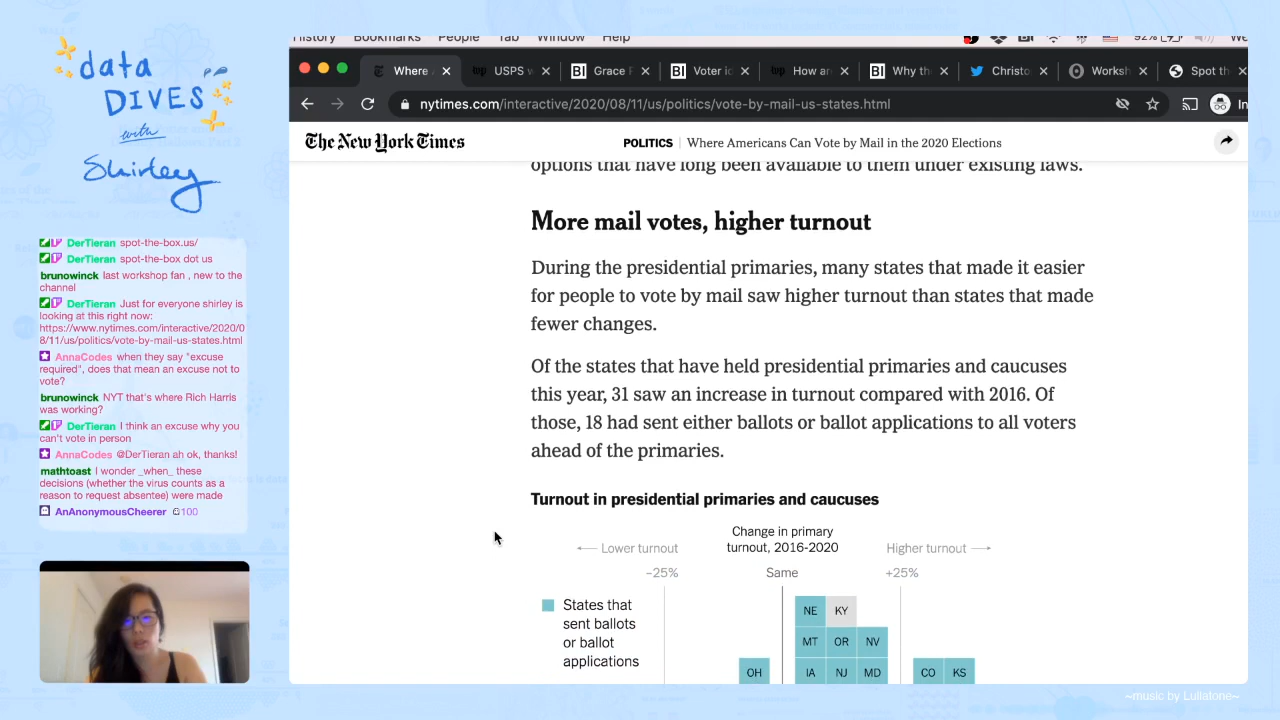 data
DIVES
with
Shirley
DerTieran spot-the-box.us/
DerTieran spot-the-box dot us
brunowinck last workshop fan , new to the
channel
DerTieran Just for everyone shirley is
looking at this right now:
https://www.nytimes.com/interactive/2020/0
8/11/us/politics/vote-by-mail-us-states.html
AnnaCodes when they say "excuse
required", does that mean an excuse not to
vote?
brunowinck NYT that's where Rich Harris
was working?
DerTieran I think an excuse why you
can't vote in person
AnnaCodes @DerTieran ah ok, thanks!
mathtoast I wonder _when_ these
decisions (whether the virus counts as a
reason to request absentee) were made
AnAnonymousCheerer 100
History Bookmarks People Tab Window Help 92% We
Where USPS w Grace F Voter ic How ar Why the Christo Worksh Spot th
nytimes.com/interactive/2020/08/11/us/politics/vote-by-mail-us-states.html In
The New York Times POLITICS | Where Americans Can Vote by Mail in the 2020 Elections
options that have long been available to them under existing laws.
More mail votes, higher turnout
During the presidential primaries, many states that made it easier
for people to vote by mail saw higher turnout than states that made
fewer changes.
Of the states that have held presidential primaries and caucuses
this year, 31 saw an increase in turnout compared with 2016. Of
those, 18 had sent either ballots or ballot applications to all voters
ahead of the primaries.
Turnout in presidential primaries and caucuses
Change in primary
turnout, 2016-2020
← Lower turnout Higher turnout →
−25% Same +25%
States that
sent ballots
or ballot
applications
NE KY
MT OR NV
OH IA NJ MD CO KS
~music by Lullatone~